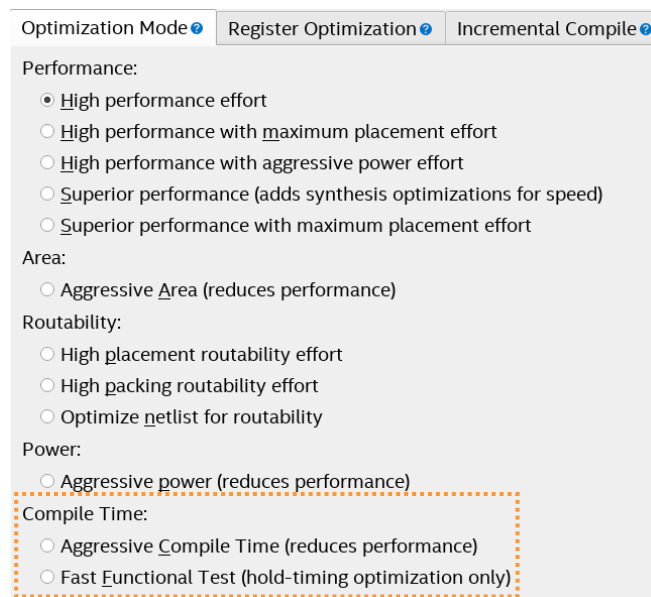 Optimization Mode? Register Optimization? Incremental Compile?
Performance:
High performance effort
High performance with maximum placement effort
High performance with aggressive power effort
Superior performance (adds synthesis optimizations for speed)
Superior performance with maximum placement effort
Area:
Aggressive Area (reduces performance)
Routability:
High placement routability effort
High packing routability effort
Optimize netlist for routability
Power:
Aggressive power (reduces performance)
Compile Time:
Aggressive Compile Time (reduces performance)
Fast Functional Test (hold-timing optimization only)